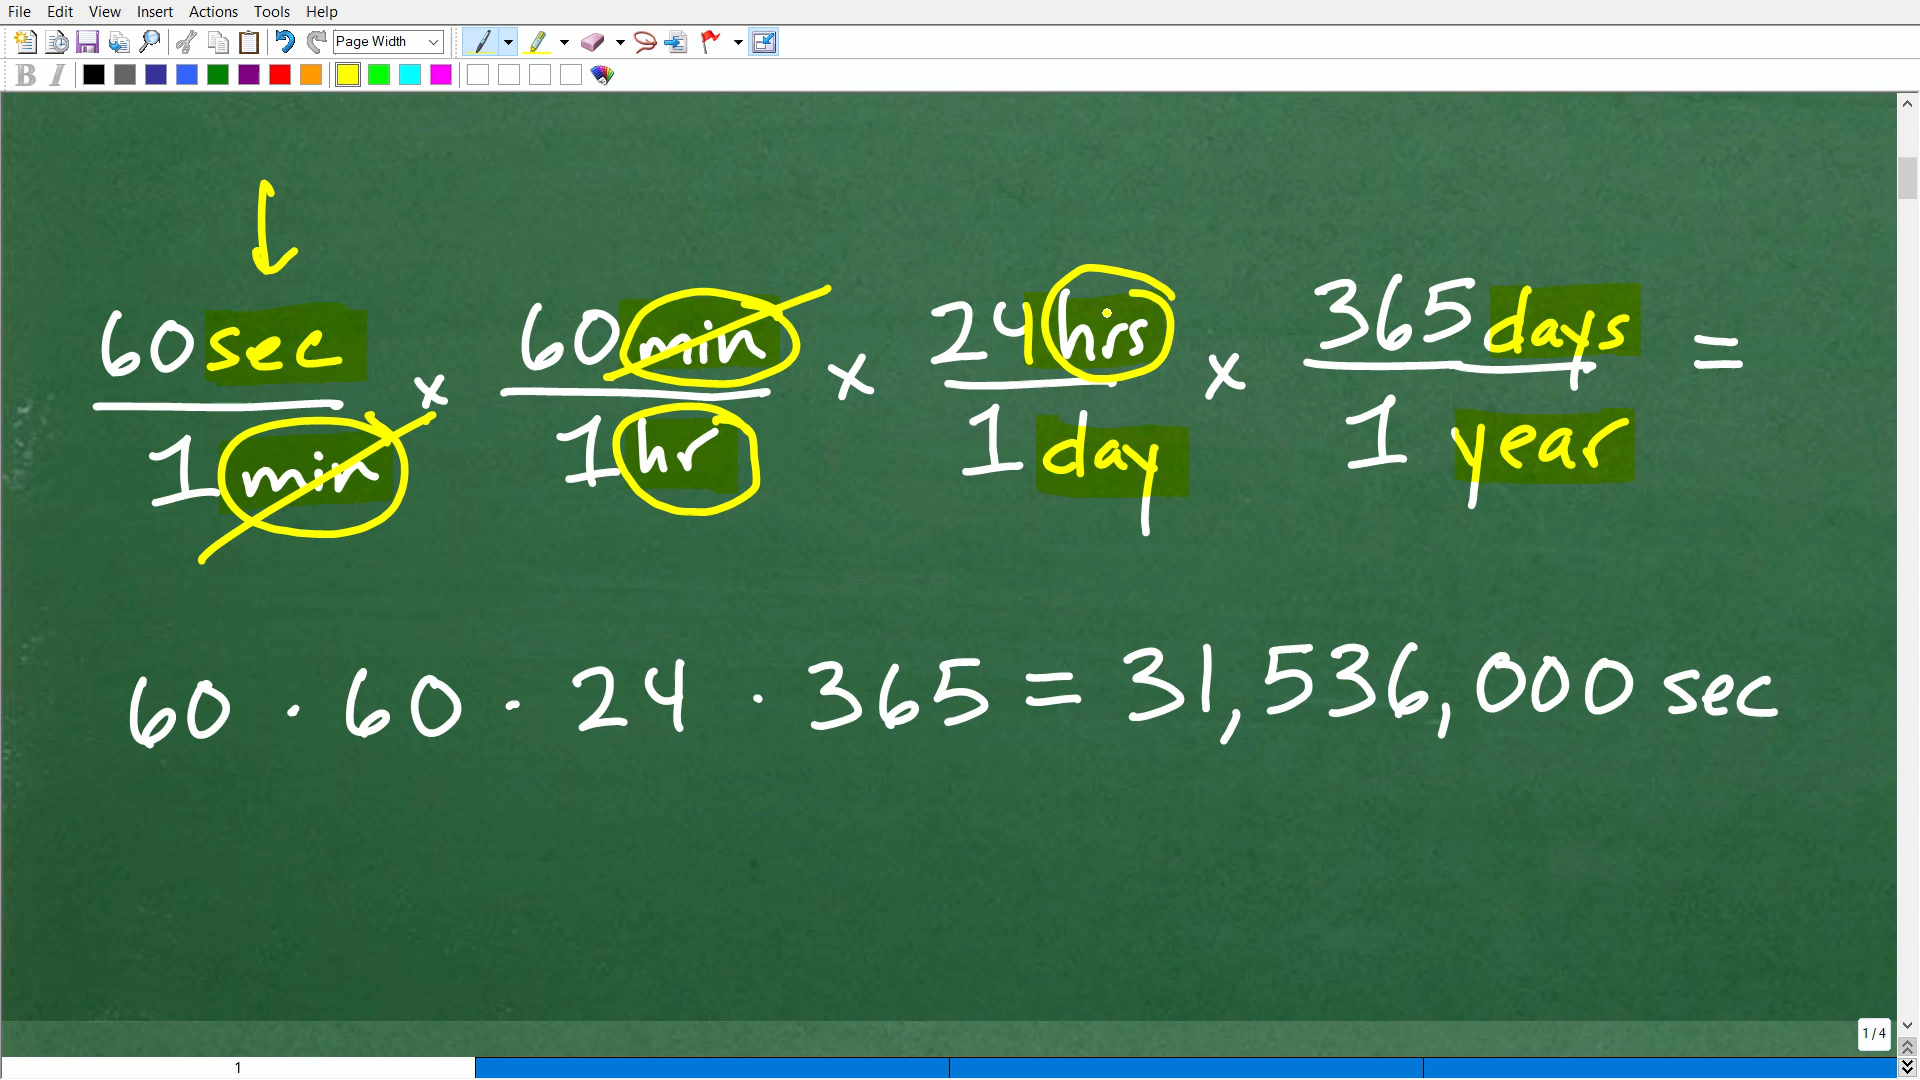 File Edit View Insert Actions Tools Help
Page Width
B I
60 sec × 60 min × 24 hrs × 365 days =
1 min 1 hr 1 day 1 year
60 · 60 · 24 · 365 = 31,536,000 sec
1 / 4
1